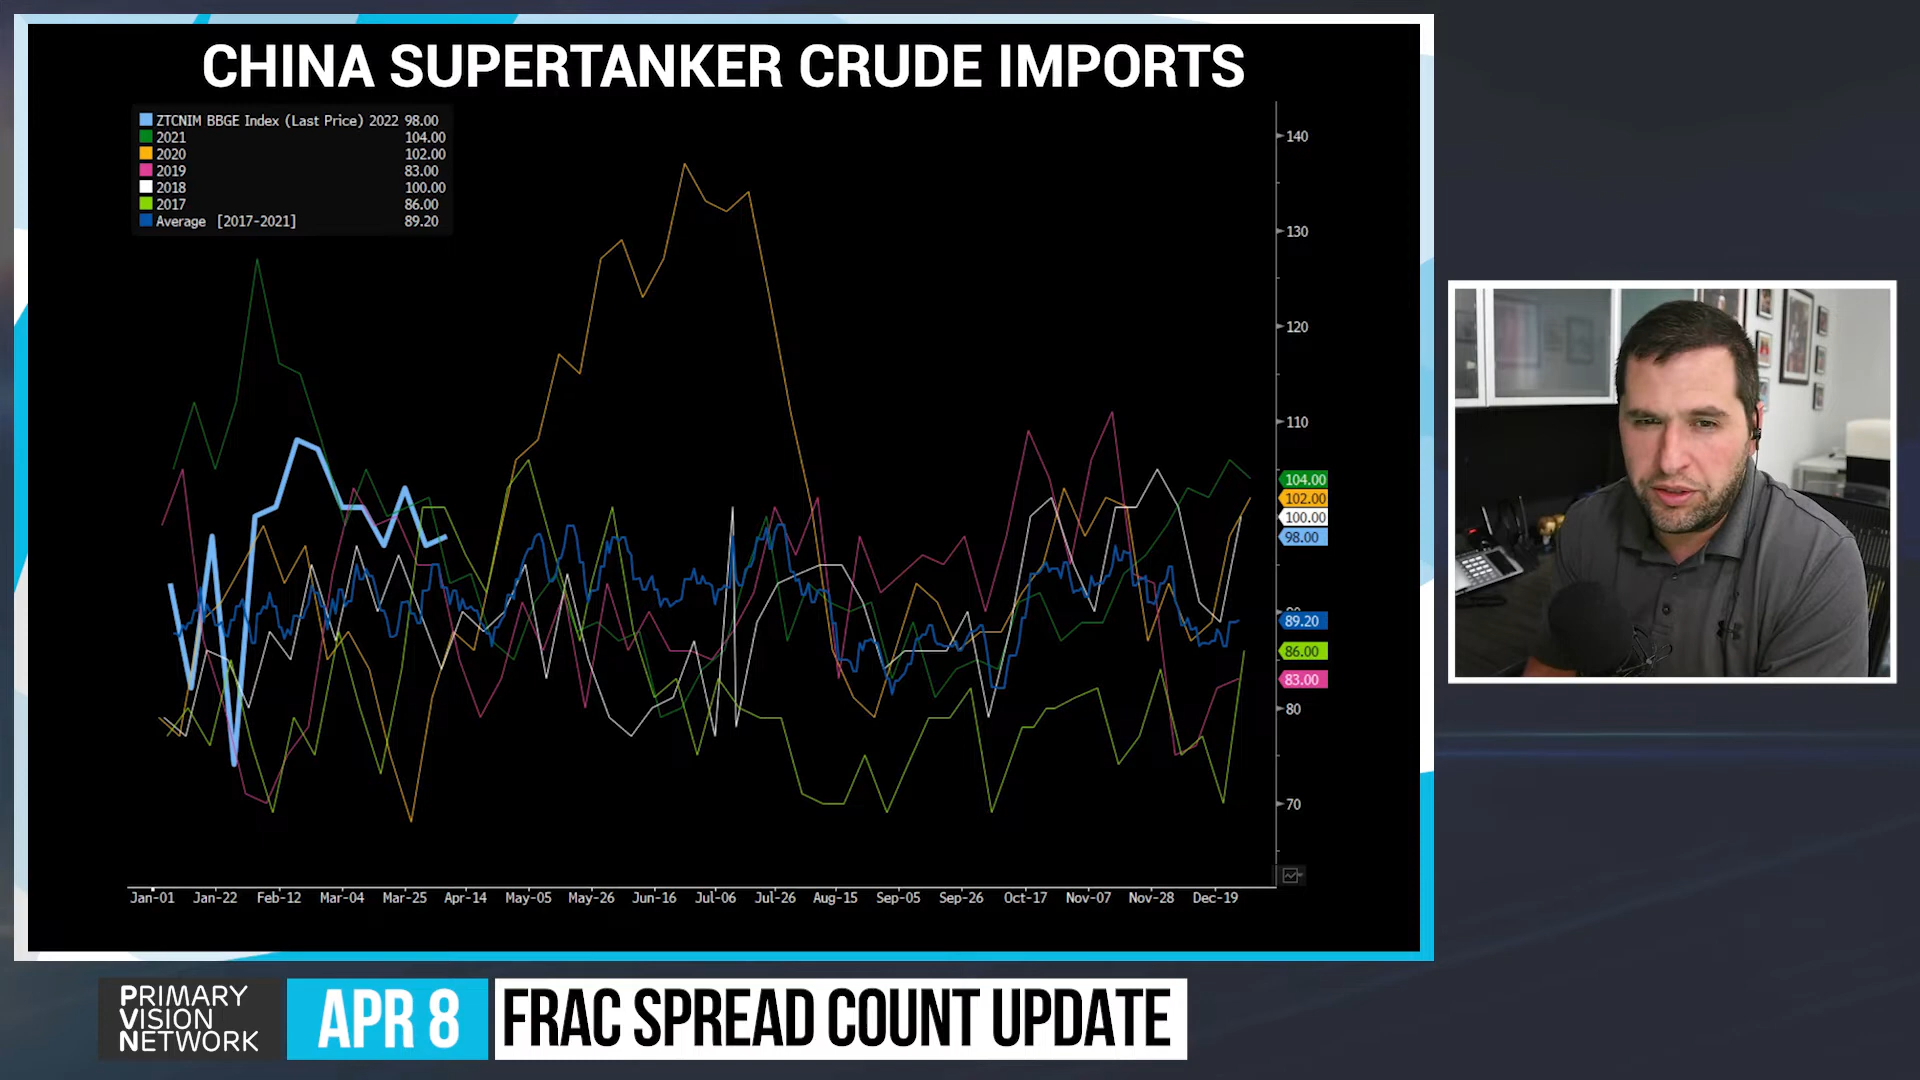 CHINA SUPERTANKER CRUDE IMPORTS
ZTCNIM BBGE Index (Last Price) 2022 98.00
2021 104.00
2020 102.00
2019 83.00
2018 100.00
2017 86.00
Average [2017-2021] 89.20
140
130
120
110
104.00
102.00
100.00
98.00
89.20
86.00
83.00
80
70
Jan-01 Jan-22 Feb-12 Mar-04 Mar-25 Apr-14 May-05 May-26 Jun-16 Jul-06 Jul-26 Aug-15 Sep-05 Sep-26 Oct-17 Nov-07 Nov-28 Dec-19
PRIMARY
VISION
NETWORK
APR 8
FRAC SPREAD COUNT UPDATE